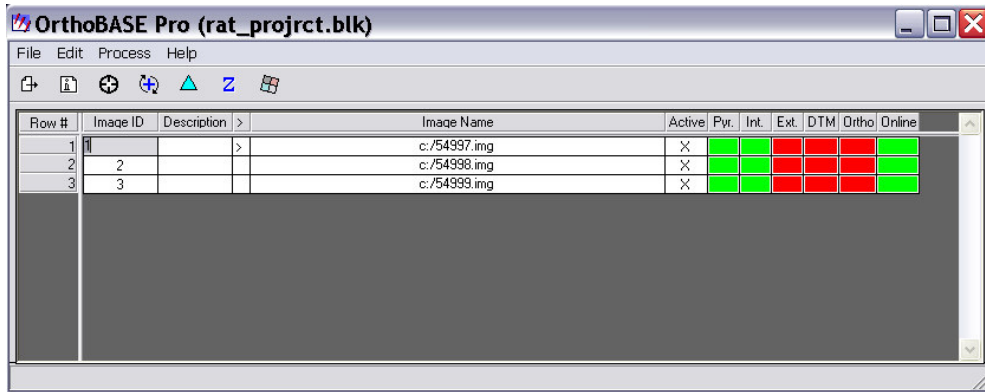 OrthoBASE Pro (rat_projrct.blk)
File Edit Process Help
Z
Row # Image ID Description > Image Name Active Pyr. Int. Ext. DTM Ortho Online
1 1 > c:/54997.img X
2 2 c:/54998.img X
3 3 c:/54999.img X